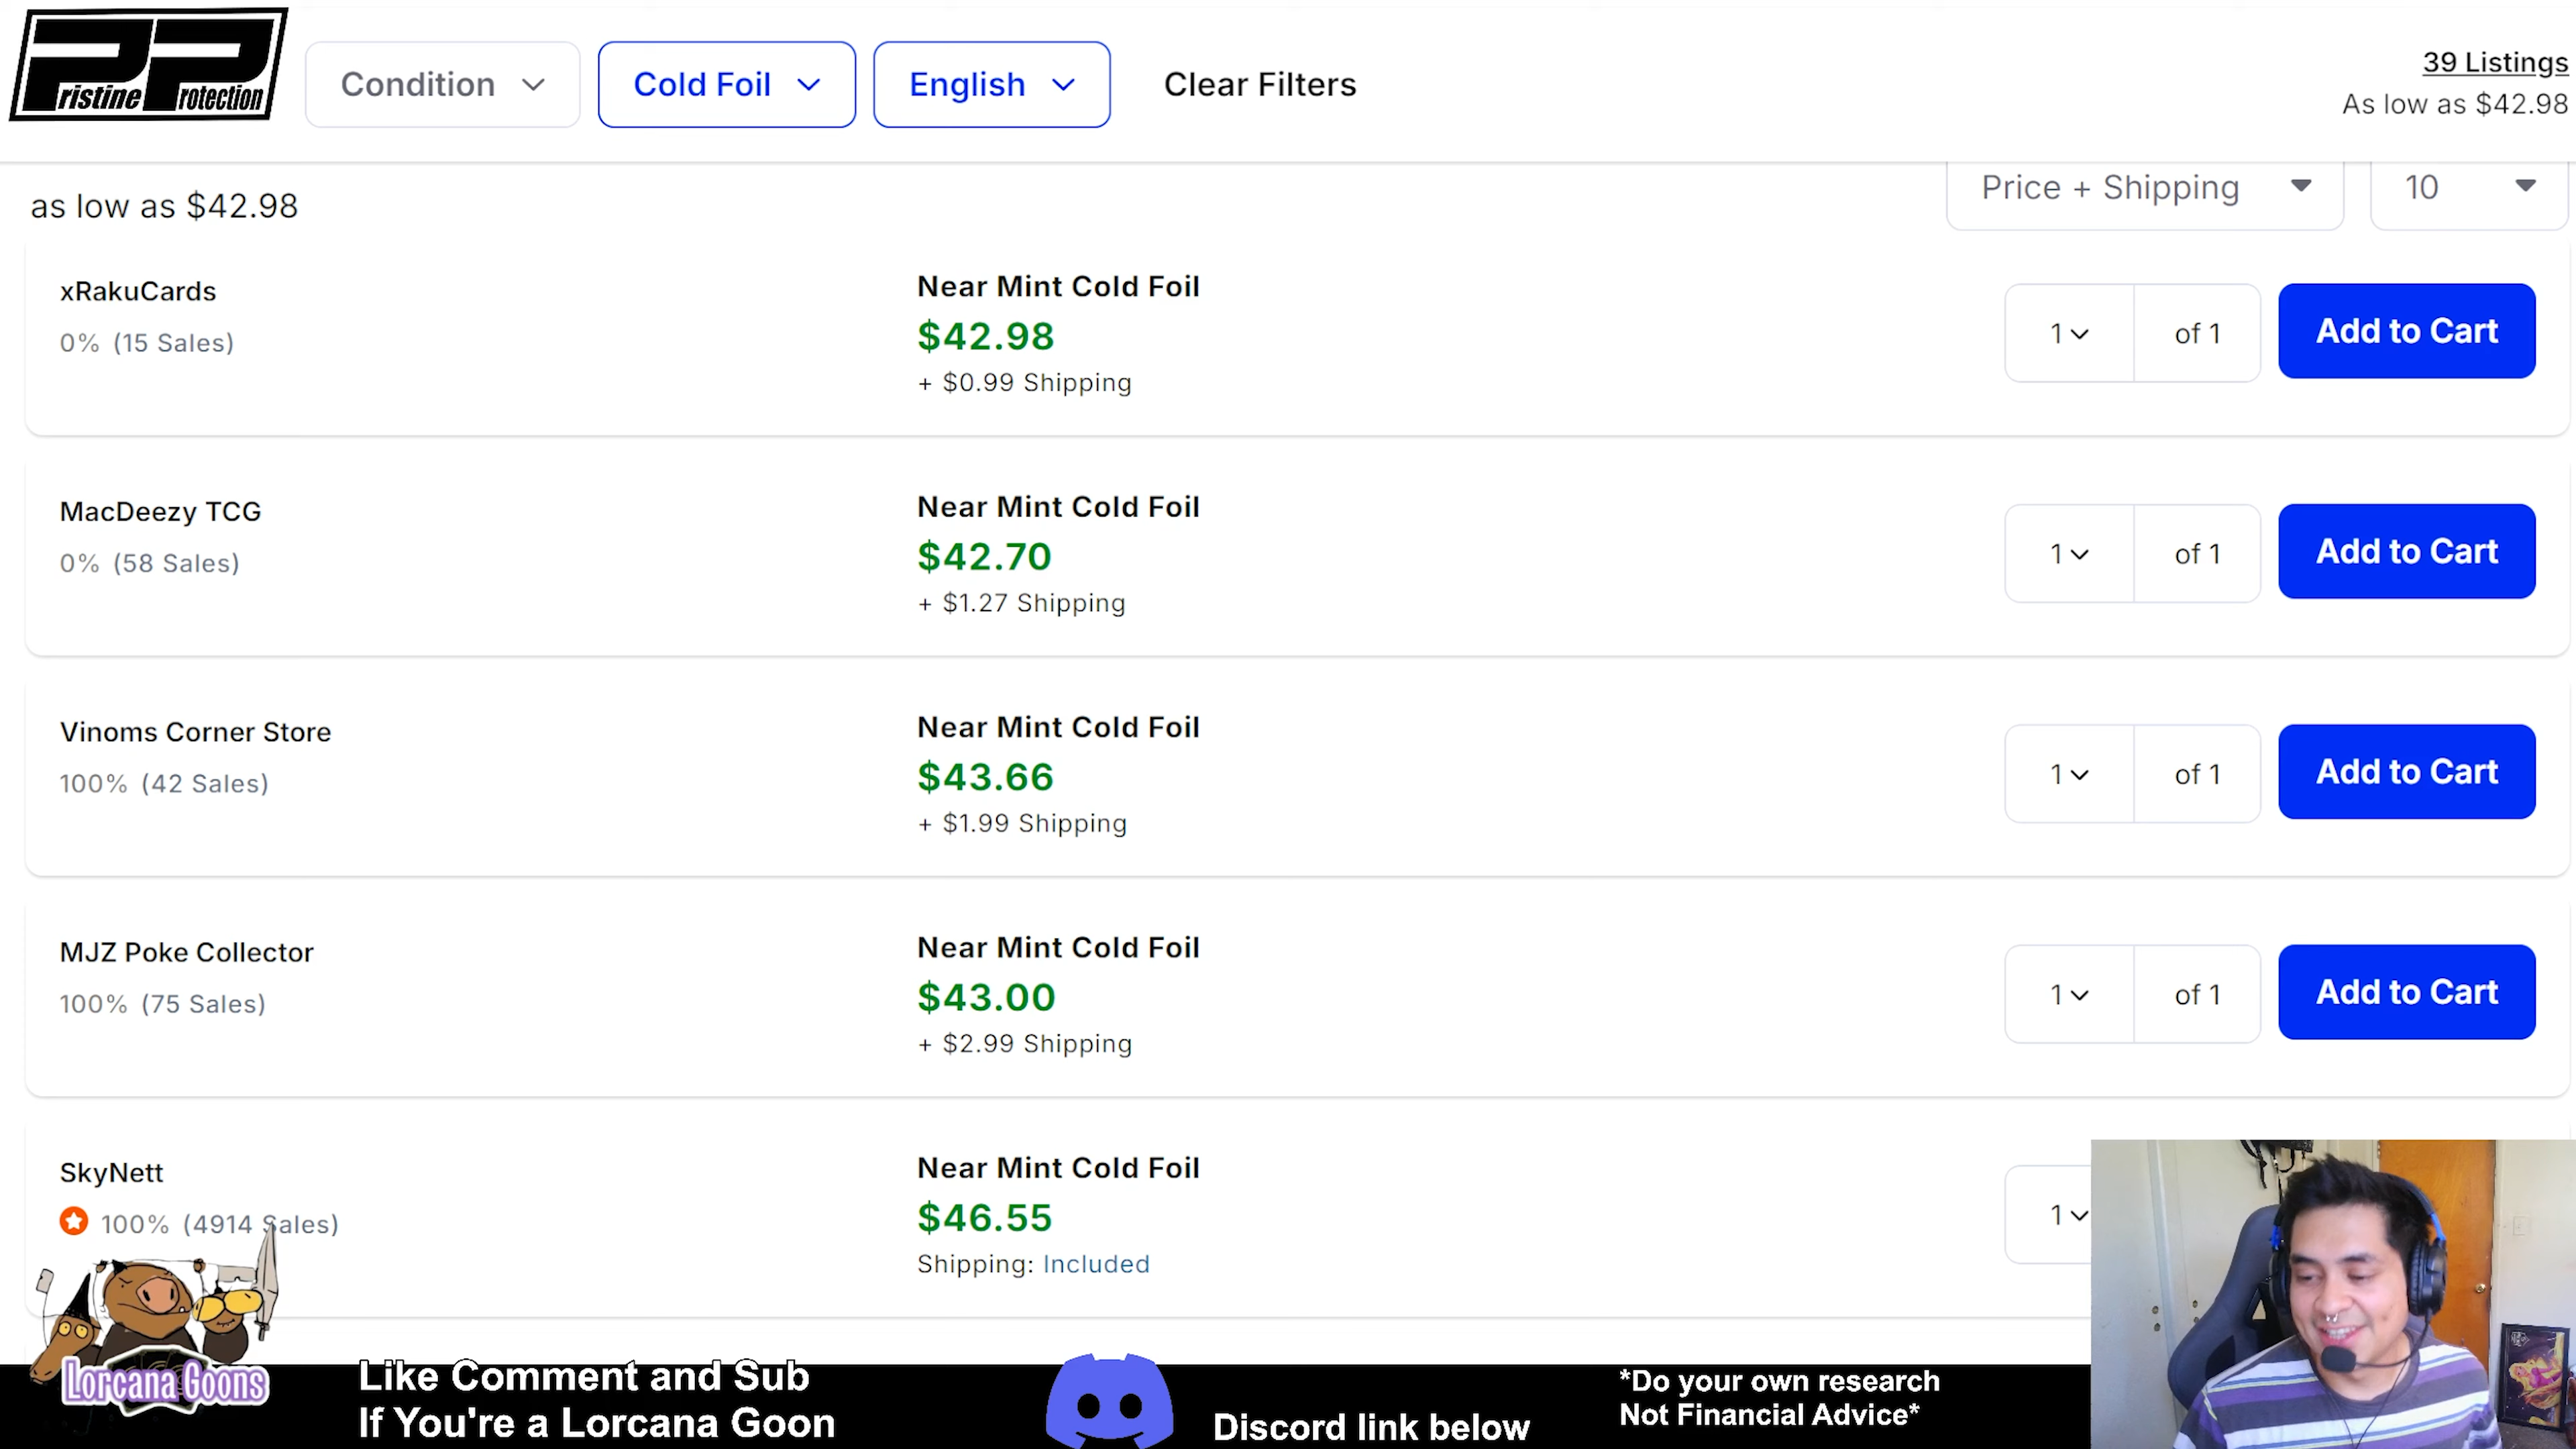 Pristine Protection
Condition
Cold Foil
English
Clear Filters
39 Listings
As low as $42.98
as low as $42.98
Price + Shipping
10
xRakuCards
0% (15 Sales)
Near Mint Cold Foil
$42.98
+ $0.99 Shipping
1
of 1
Add to Cart
MacDeezy TCG
0% (58 Sales)
Near Mint Cold Foil
$42.70
+ $1.27 Shipping
1
of 1
Add to Cart
Vinoms Corner Store
100% (42 Sales)
Near Mint Cold Foil
$43.66
+ $1.99 Shipping
1
of 1
Add to Cart
MJZ Poke Collector
100% (75 Sales)
Near Mint Cold Foil
$43.00
+ $2.99 Shipping
1
of 1
Add to Cart
SkyNett
100% (4914 Sales)
Near Mint Cold Foil
$46.55
Shipping: Included
1
Lorcana Goons
Like Comment and Sub
If You're a Lorcana Goon
Discord link below
*Do your own research
Not Financial Advice*